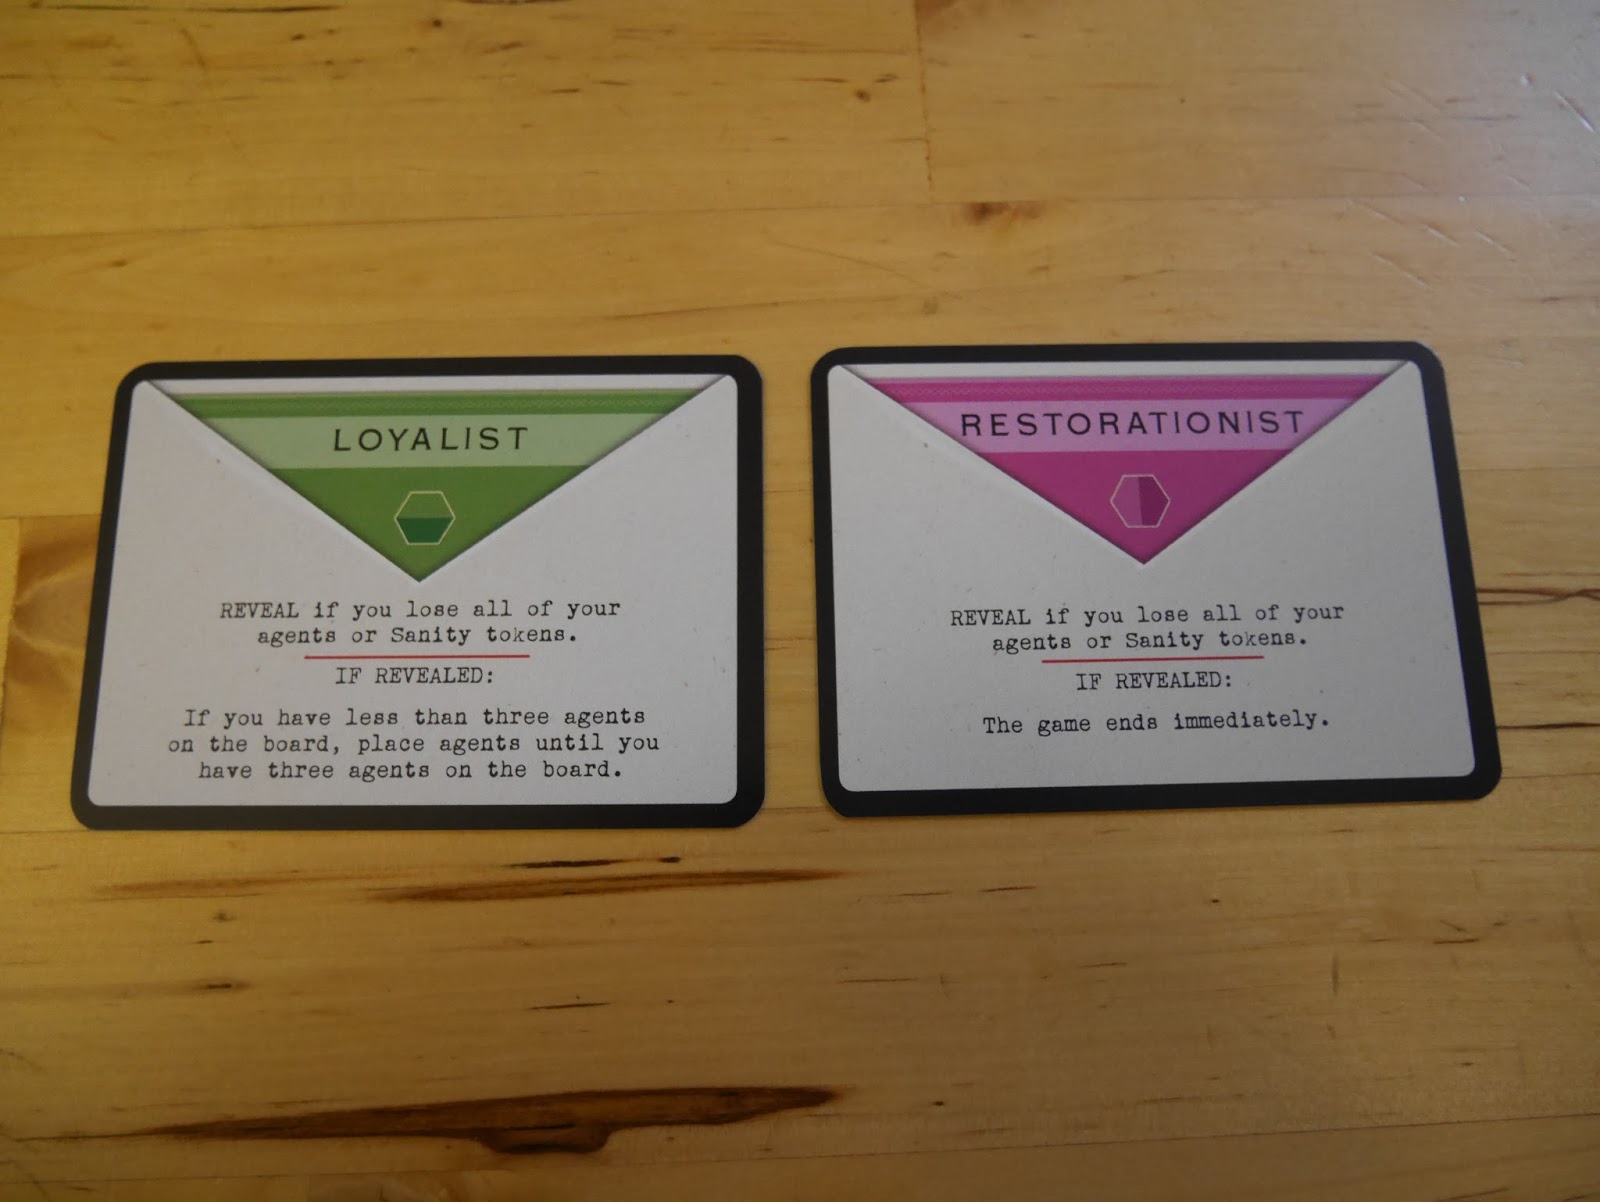 LOYALIST
REVEAL if you lose all of your
agents or Sanity tokens.
IF REVEALED:
If you have less than three agents
on the board, place agents until you
have three agents on the board.
RESTORATIONIST
REVEAL if you lose all of your
agents or Sanity tokens.
IF REVEALED:
The game ends immediately.